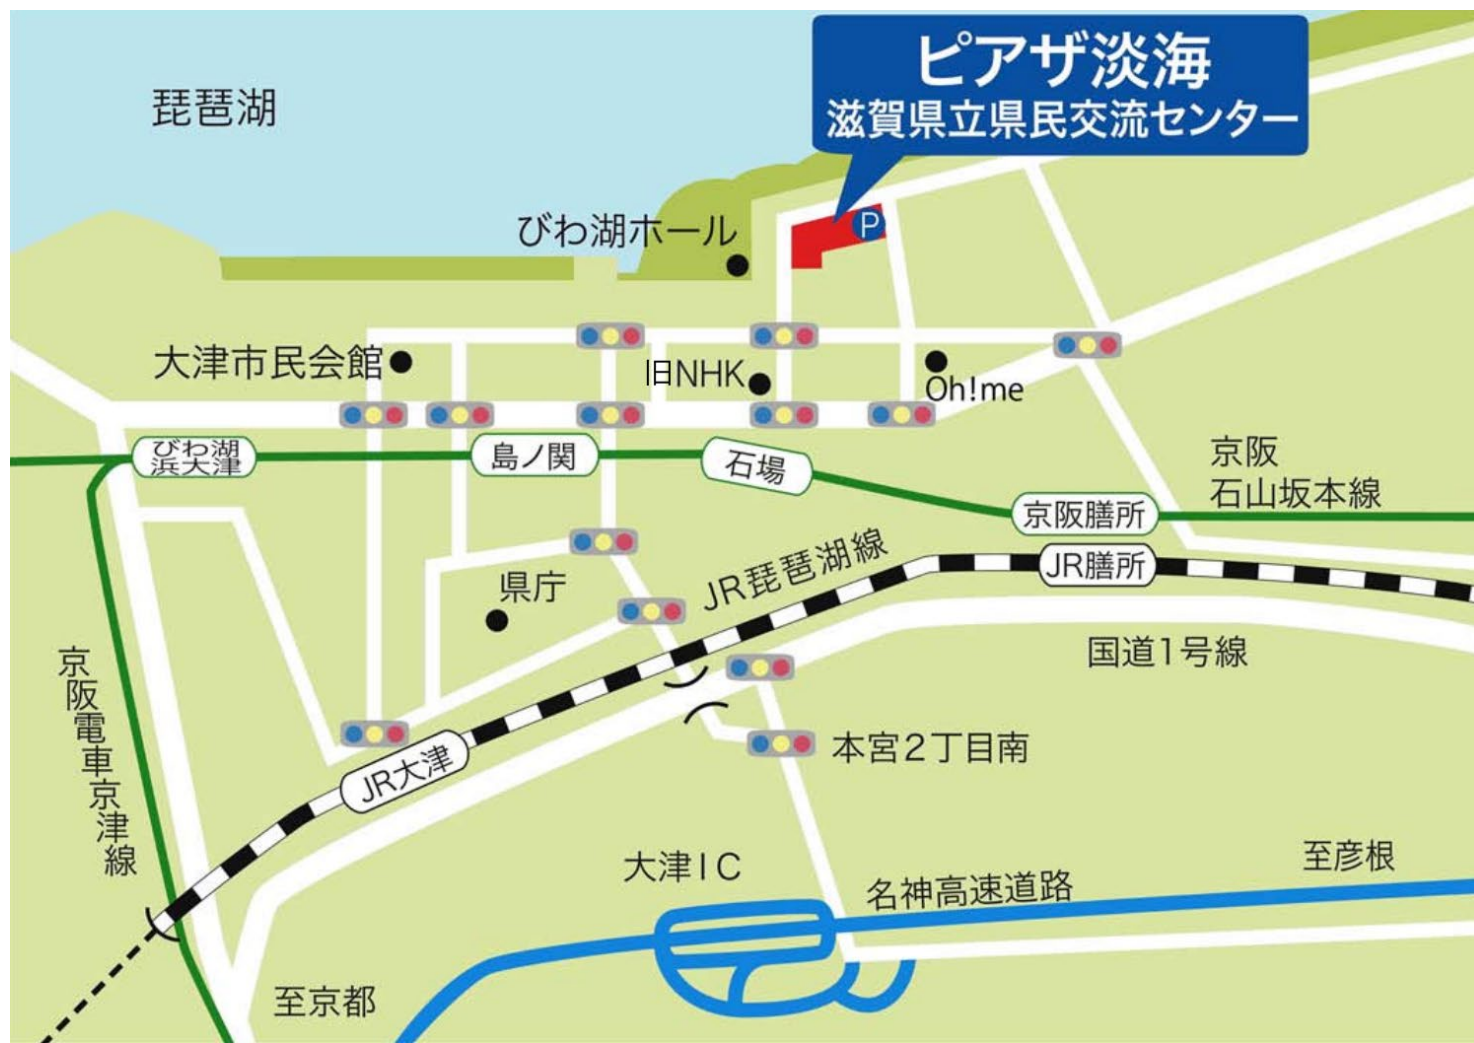 ピアザ淡海
滋賀県立県民交流センター
琵琶湖
びわ湖ホール
P
大津市民会館
旧NHK
Oh!me
びわ湖
浜大津
島ノ関
石場
京阪
石山坂本線
京阪膳所
JR琵琶湖線
JR膳所
県庁
国道1号線
京阪電車京津線
JR大津
本宮2丁目南
大津IC
名神高速道路
至彦根
至京都